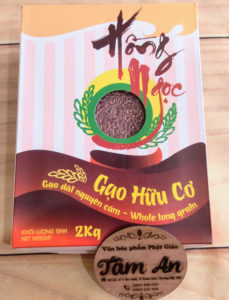 Hồng
Ngọc
Gạo Hữu Cơ
Gạo dài nguyên cám ~ Whole long grain
KHỐI LƯỢNG TỊNH
NET WEIGHT
2Kg
Văn hóa phẩm Phật Giáo
Tâm An